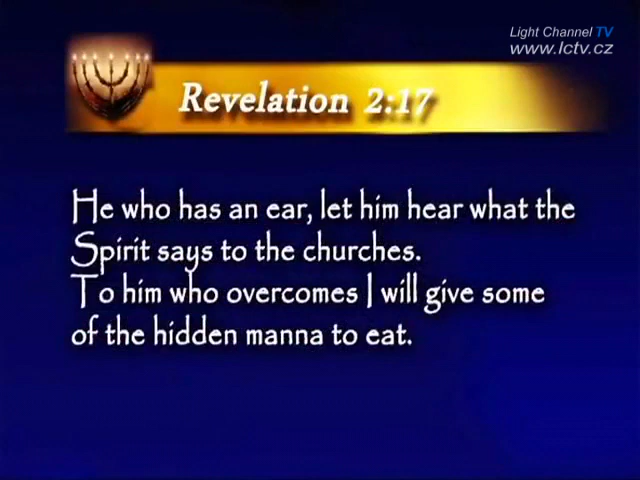 Light Channel TV
www.lctv.cz
Revelation 2:17
He who has an ear, let him hear what the
Spirit says to the churches.
To him who overcomes I will give some
of the hidden manna to eat.